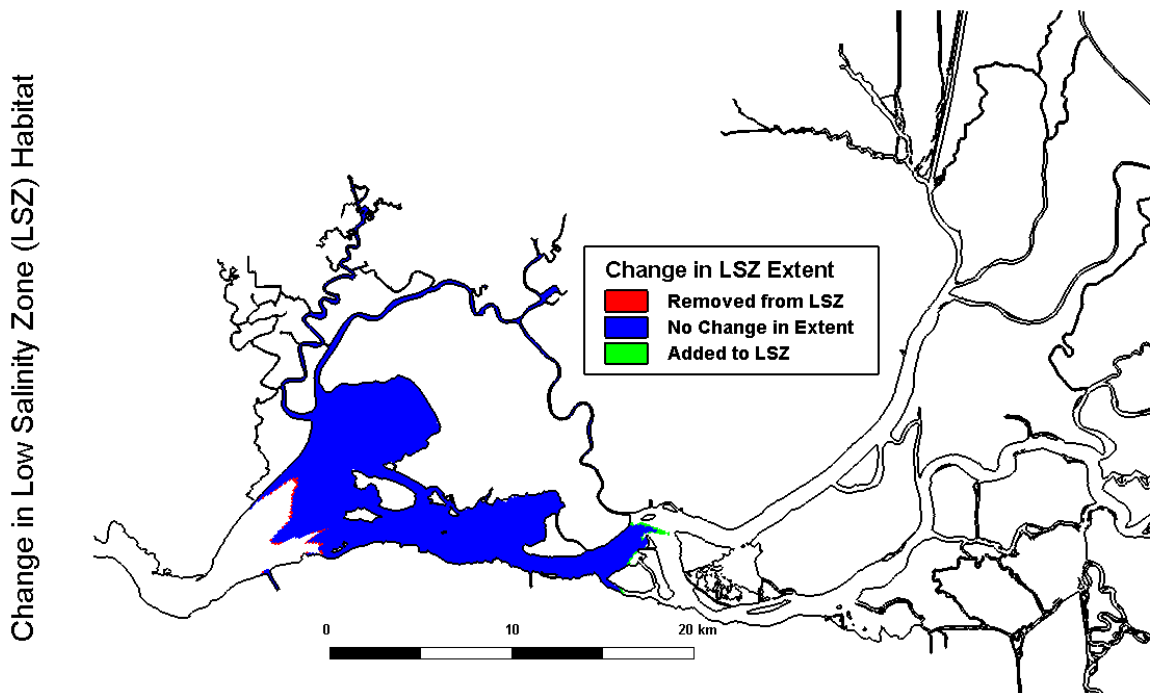 Change in Low Salinity Zone (LSZ) Habitat
Change in LSZ Extent
Removed from LSZ
No Change in Extent
Added to LSZ
0 10 20 km